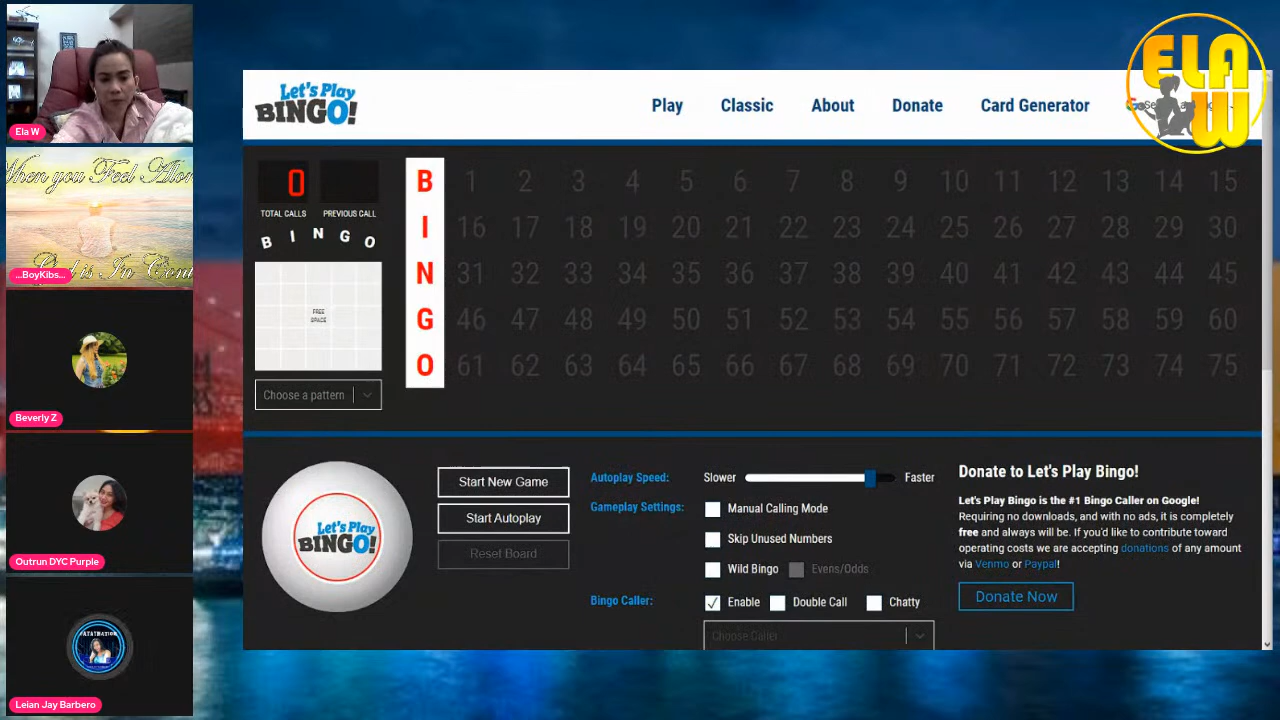 Ela W
When you Feel Alon
God is In Cont
...BoyKibs...
Beverly Z
Outrun DYC Purple
Leian Jay Barbero
ELA
W
Let's Play
BINGO!
Play
Classic
About
Donate
Card Generator
0
TOTAL CALLS
PREVIOUS CALL
B I N G O
FREE
SPACE
Choose a pattern
B 1 2 3 4 5 6 7 8 9 10 11 12 13 14 15
I 16 17 18 19 20 21 22 23 24 25 26 27 28 29 30
N 31 32 33 34 35 36 37 38 39 40 41 42 43 44 45
G 46 47 48 49 50 51 52 53 54 55 56 57 58 59 60
O 61 62 63 64 65 66 67 68 69 70 71 72 73 74 75
Let's Play
BINGO!
Start New Game
Start Autoplay
Reset Board
Autoplay Speed:
Slower
Faster
Gameplay Settings:
Manual Calling Mode
Skip Unused Numbers
Wild Bingo
Evens/Odds
Bingo Caller:
Enable
Double Call
Chatty
Choose Caller
Donate to Let's Play Bingo!
Let's Play Bingo is the #1 Bingo Caller on Google!
Requiring no downloads, and with no ads, it is completely
free and always will be. If you'd like to contribute toward
operating costs we are accepting donations of any amount
via Venmo or Paypal!
Donate Now